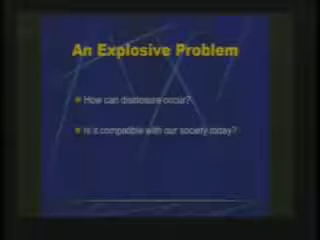 An Explosive Problem
How can disclosure occur?
Is it compatible with our society today?